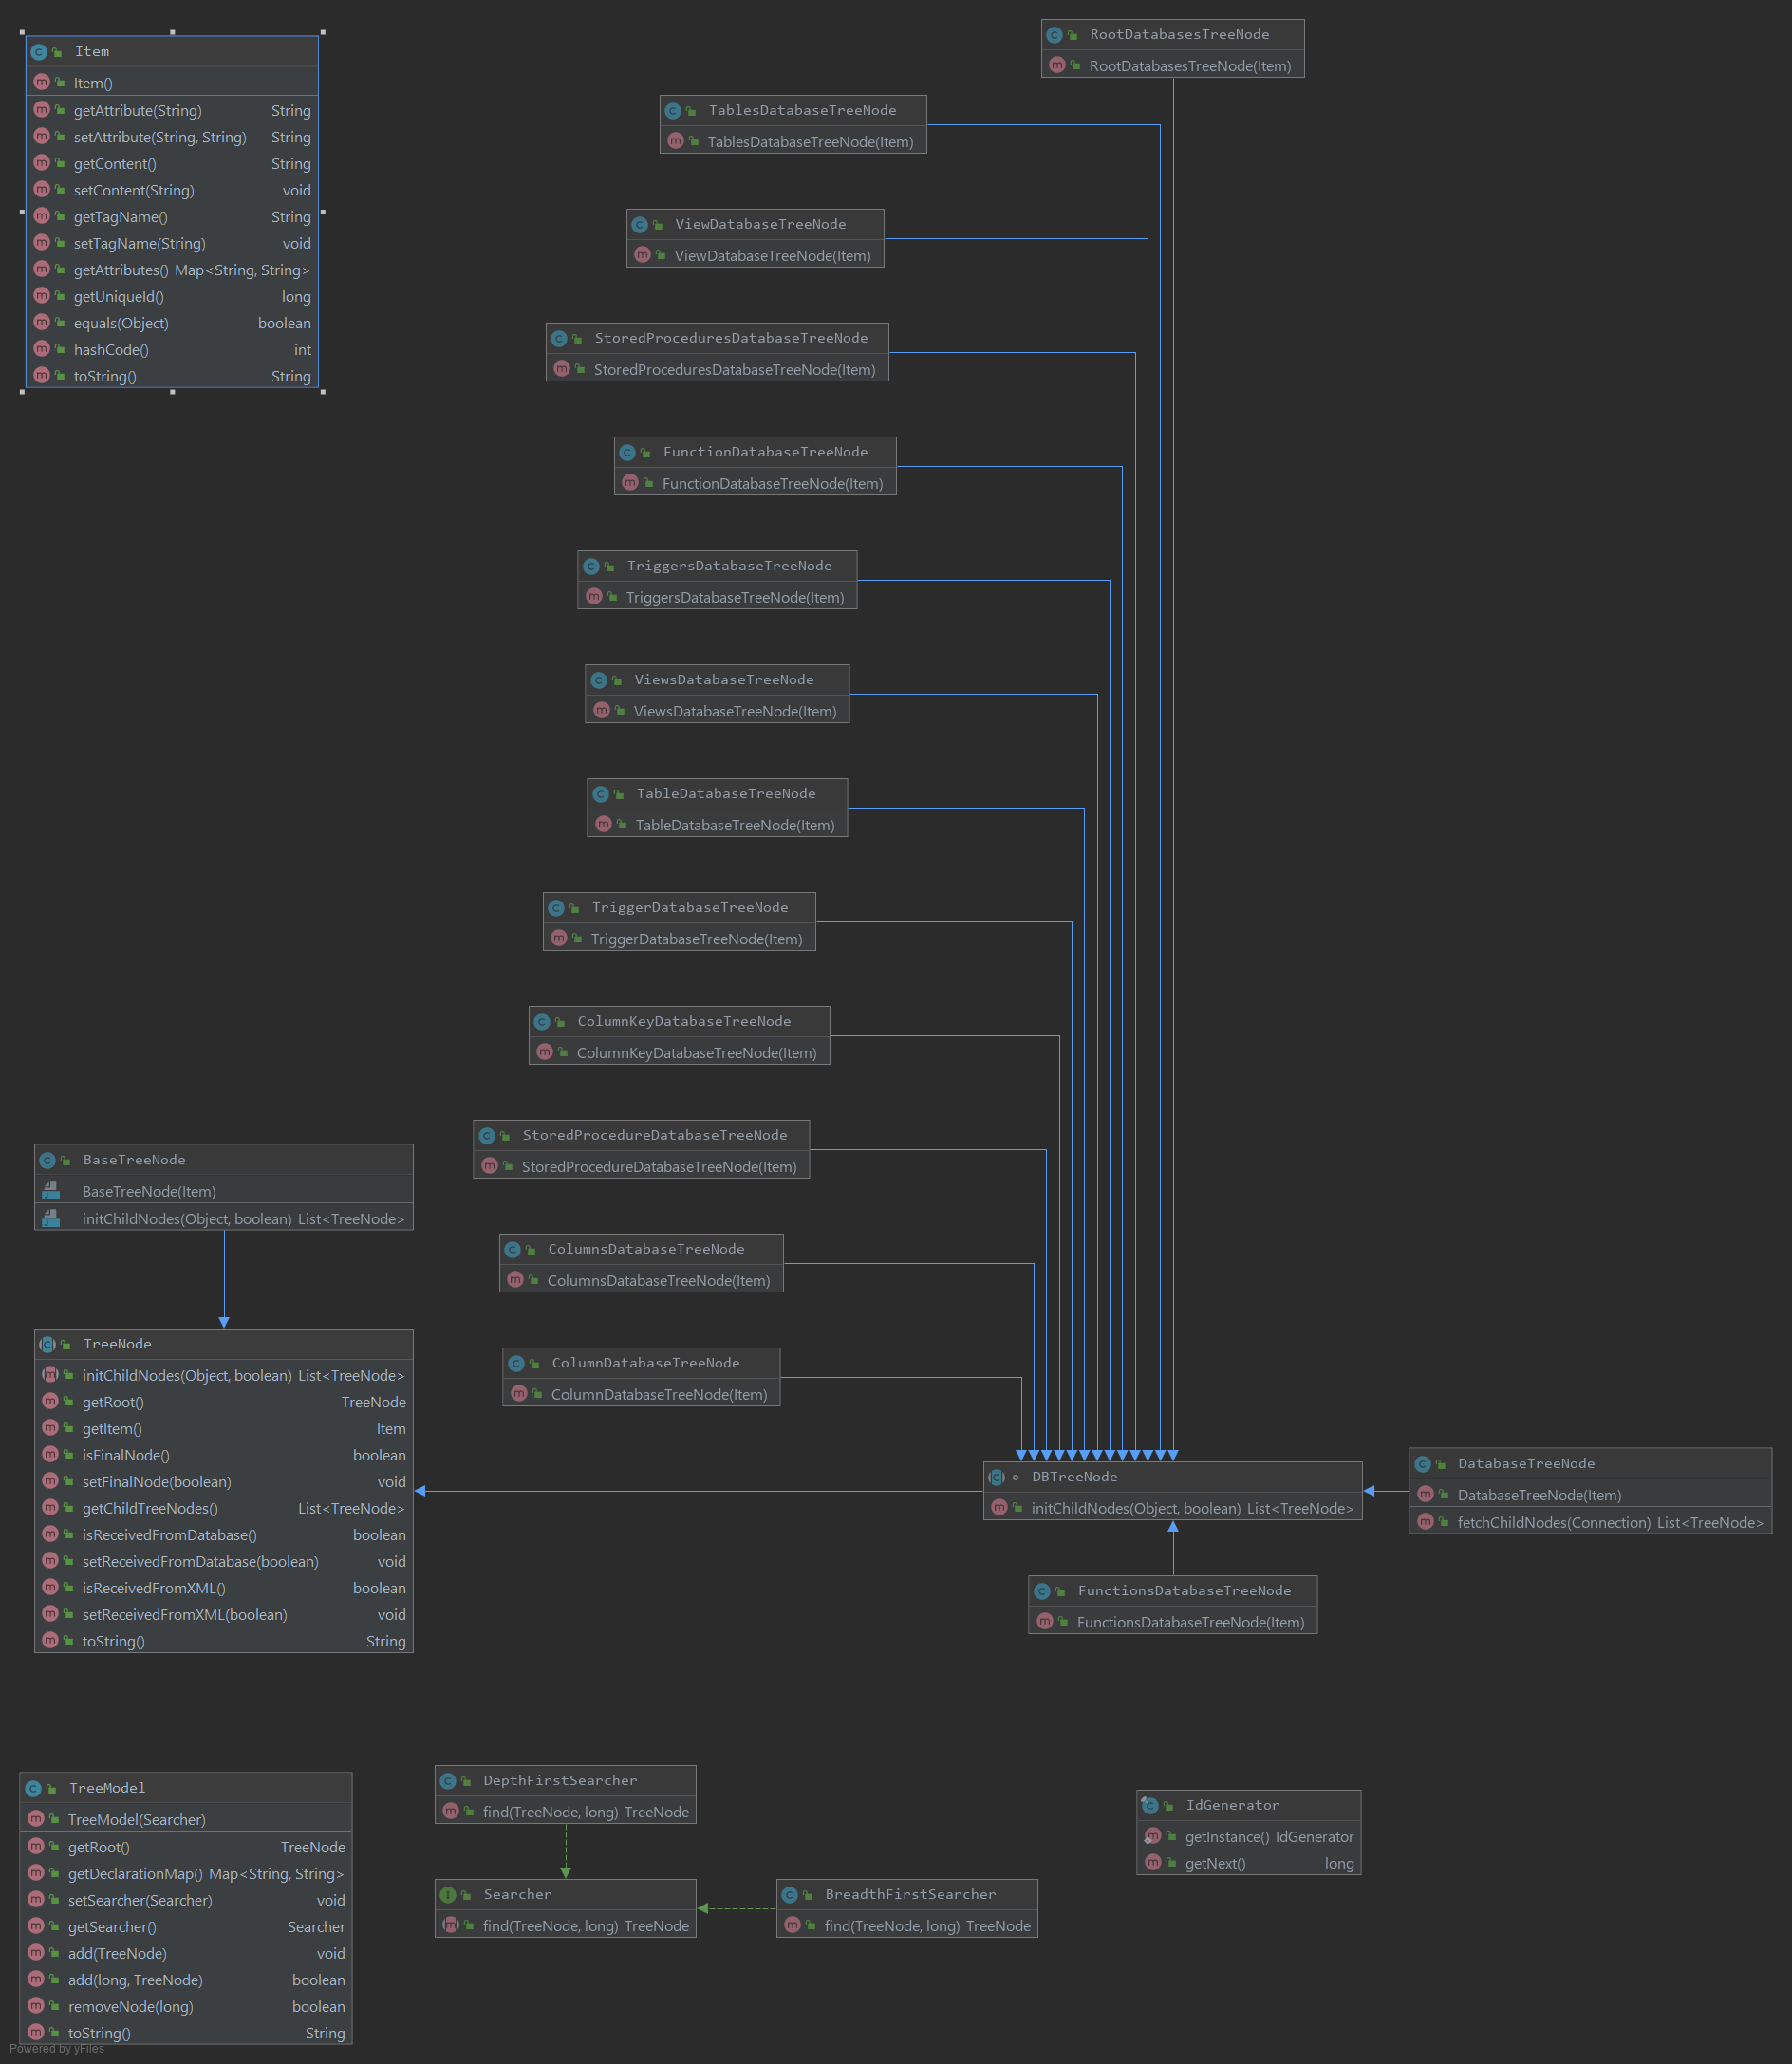 Item
Item()
getAttribute(String) String
setAttribute(String, String) String
getContent() String
setContent(String) void
getTagName() String
setTagName(String) void
getAttributes() Map<String, String>
getUniqueId() long
equals(Object) boolean
hashCode() int
toString() String
RootDatabasesTreeNode
RootDatabasesTreeNode(Item)
TablesDatabaseTreeNode
TablesDatabaseTreeNode(Item)
ViewDatabaseTreeNode
ViewDatabaseTreeNode(Item)
StoredProceduresDatabaseTreeNode
StoredProceduresDatabaseTreeNode(Item)
FunctionDatabaseTreeNode
FunctionDatabaseTreeNode(Item)
TriggersDatabaseTreeNode
TriggersDatabaseTreeNode(Item)
ViewsDatabaseTreeNode
ViewsDatabaseTreeNode(Item)
TableDatabaseTreeNode
TableDatabaseTreeNode(Item)
TriggerDatabaseTreeNode
TriggerDatabaseTreeNode(Item)
ColumnKeyDatabaseTreeNode
ColumnKeyDatabaseTreeNode(Item)
StoredProcedureDatabaseTreeNode
StoredProcedureDatabaseTreeNode(Item)
BaseTreeNode
BaseTreeNode(Item)
initChildNodes(Object, boolean) List<TreeNode>
ColumnsDatabaseTreeNode
ColumnsDatabaseTreeNode(Item)
ColumnDatabaseTreeNode
ColumnDatabaseTreeNode(Item)
TreeNode
initChildNodes(Object, boolean) List<TreeNode>
getRoot() TreeNode
getItem() Item
isFinalNode() boolean
setFinalNode(boolean) void
getChildTreeNodes() List<TreeNode>
isReceivedFromDatabase() boolean
setReceivedFromDatabase(boolean) void
isReceivedFromXML() boolean
setReceivedFromXML(boolean) void
toString() String
DBTreeNode
initChildNodes(Object, boolean) List<TreeNode>
DatabaseTreeNode
DatabaseTreeNode(Item)
fetchChildNodes(Connection) List<TreeNode>
FunctionsDatabaseTreeNode
FunctionsDatabaseTreeNode(Item)
TreeModel
TreeModel(Searcher)
getRoot() TreeNode
getDeclarationMap() Map<String, String>
setSearcher(Searcher) void
getSearcher() Searcher
add(TreeNode) void
add(long, TreeNode) boolean
removeNode(long) boolean
toString() String
DepthFirstSearcher
find(TreeNode, long) TreeNode
Searcher
find(TreeNode, long) TreeNode
BreadthFirstSearcher
find(TreeNode, long) TreeNode
IdGenerator
getInstance() IdGenerator
getNext() long
Powered by yFiles